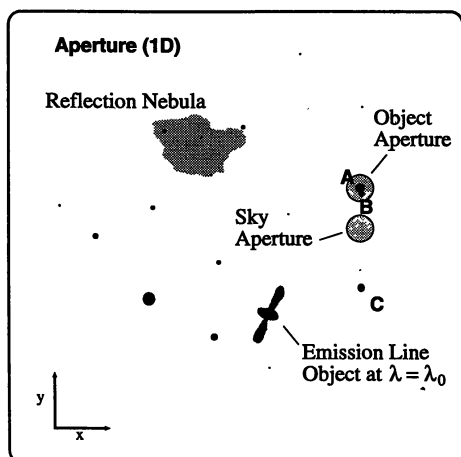 Aperture (1D)
Reflection Nebula
Object
Aperture
A
B
Sky
Aperture
C
Emission Line
Object at λ = λ₀
y
x